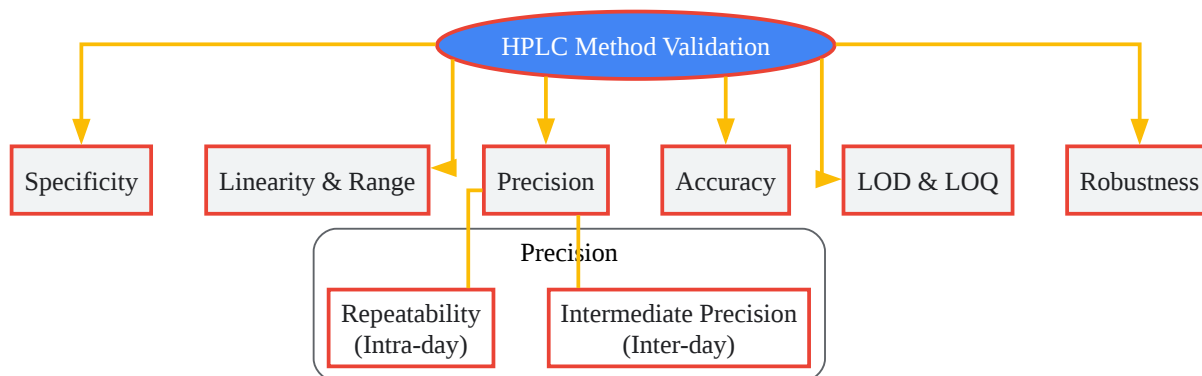 HPLC Method Validation
Specificity
Linearity & Range
Precision
Accuracy
LOD & LOQ
Robustness
Precision
Repeatability
(Intra-day)
Intermediate Precision
(Inter-day)